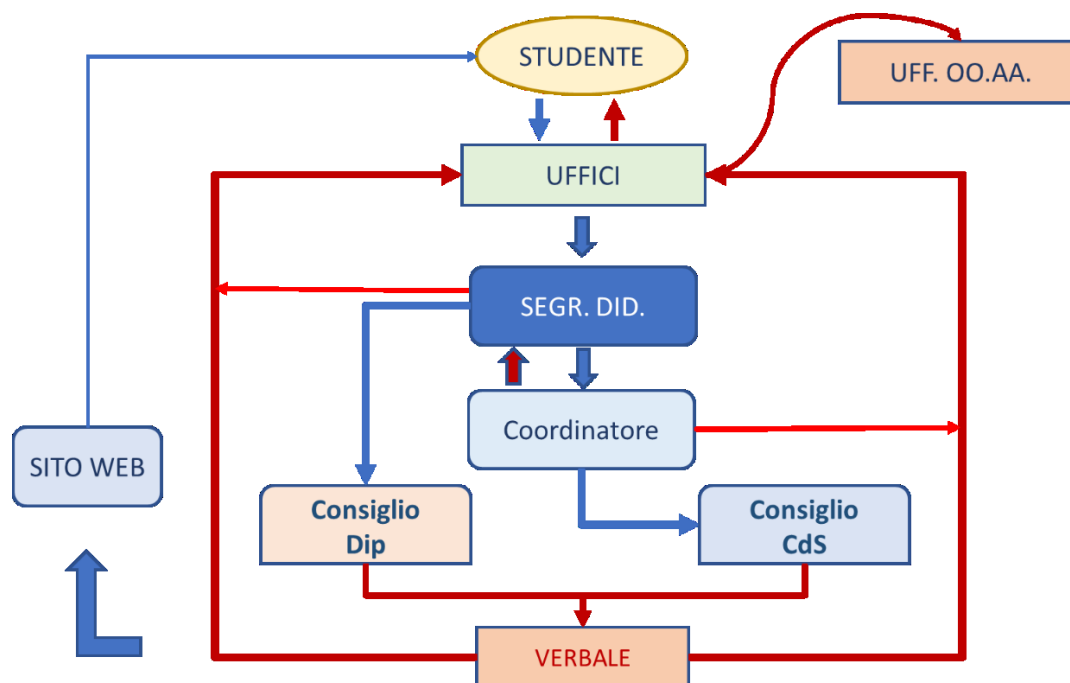 STUDENTE
UFF. OO.AA.
UFFICI
SEGR. DID.
Coordinatore
SITO WEB
Consiglio
Dip
Consiglio
CdS
VERBALE